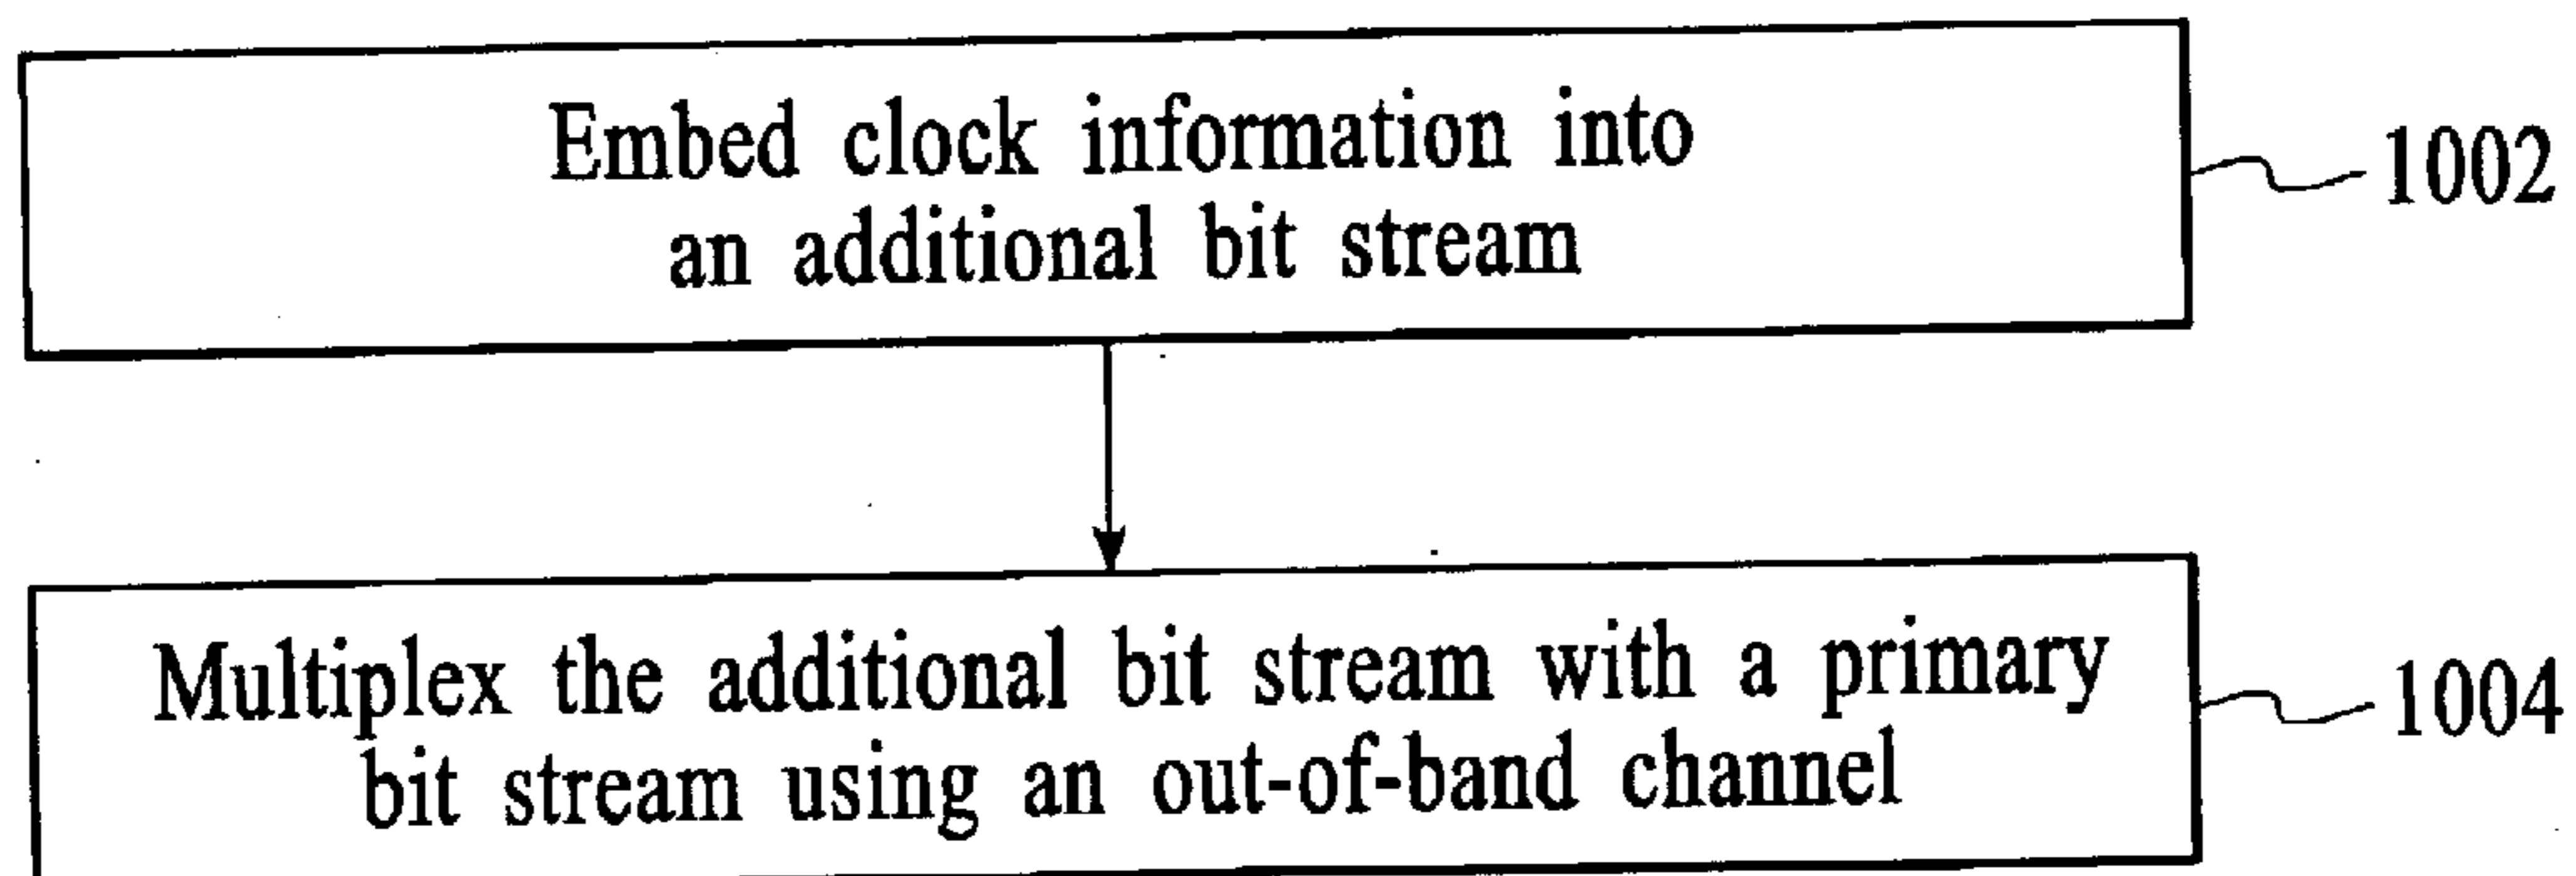 Embed clock information into
an additional bit stream
1002
Multiplex the additional bit stream with a primary
bit stream using an out-of-band channel
1004